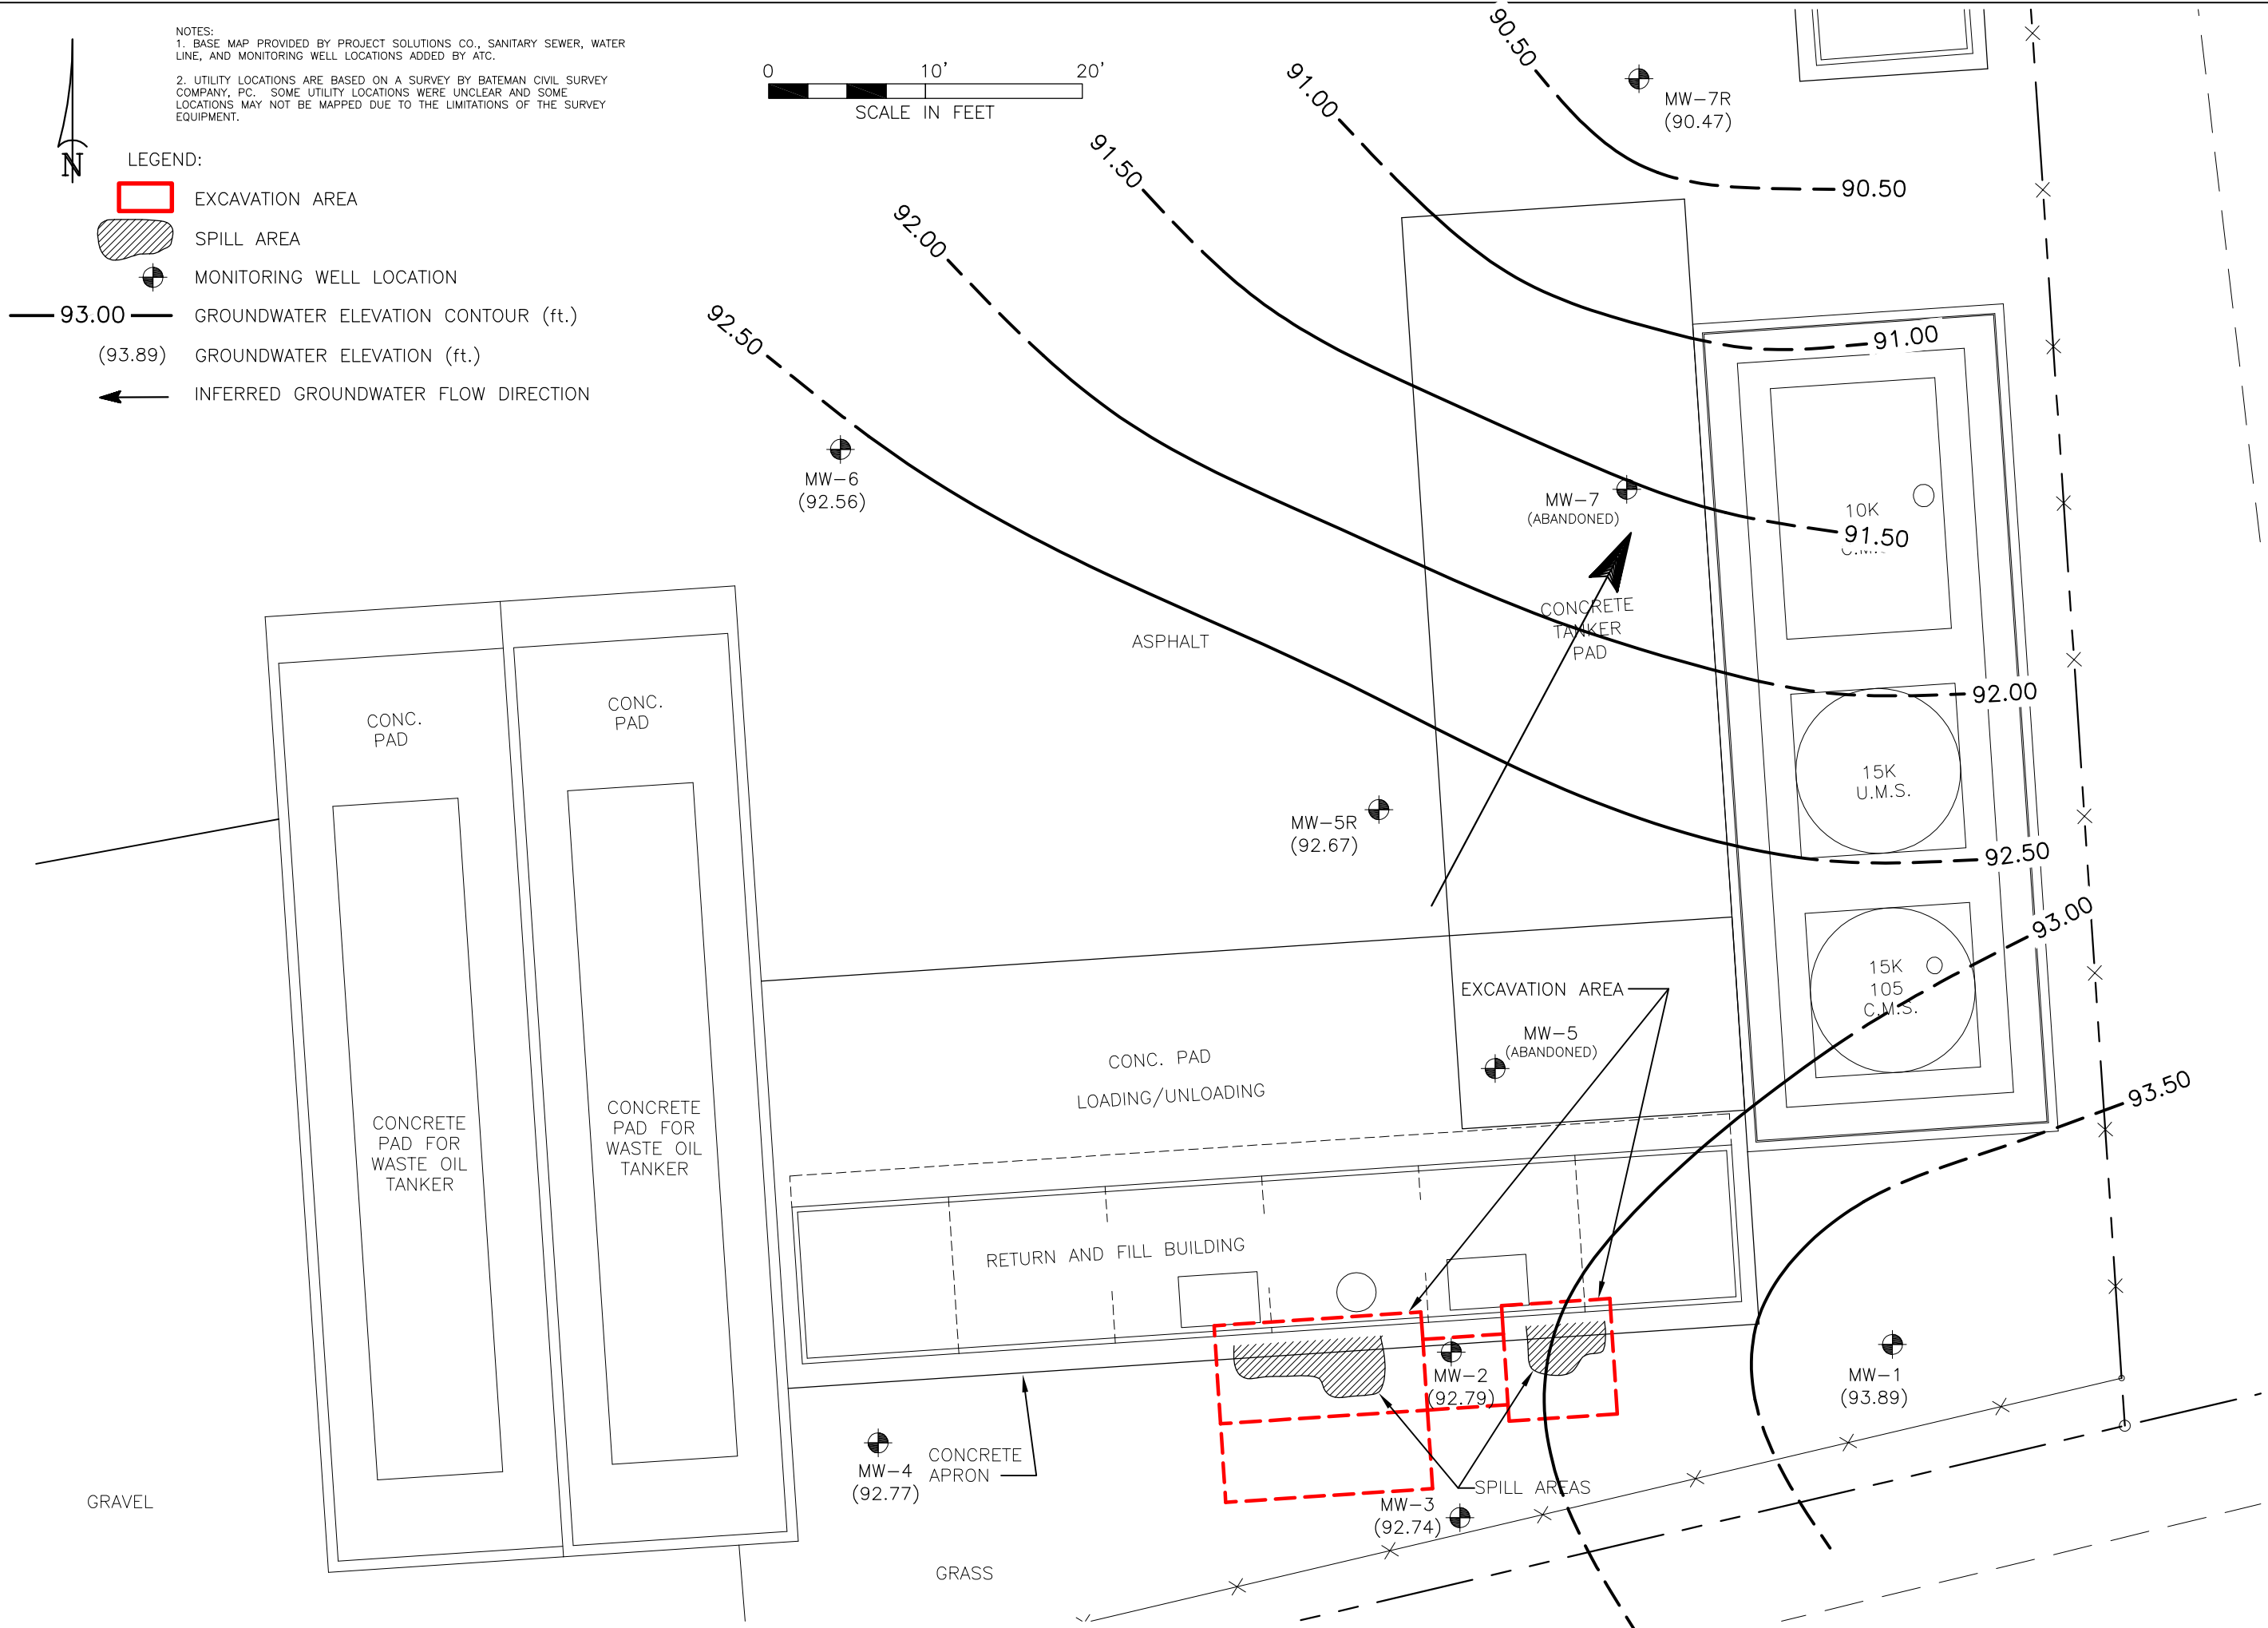 NOTES:
1. BASE MAP PROVIDED BY PROJECT SOLUTIONS CO., SANITARY SEWER, WATER
LINE, AND MONITORING WELL LOCATIONS ADDED BY ATC.
2. UTILITY LOCATIONS ARE BASED ON A SURVEY BY BATEMAN CIVIL SURVEY
COMPANY, PC. SOME UTILITY LOCATIONS WERE UNCLEAR AND SOME
LOCATIONS MAY NOT BE MAPPED DUE TO THE LIMITATIONS OF THE SURVEY
EQUIPMENT.
N
LEGEND:
EXCAVATION AREA
SPILL AREA
MONITORING WELL LOCATION
93.00 GROUNDWATER ELEVATION CONTOUR (ft.)
(93.89) GROUNDWATER ELEVATION (ft.)
INFERRED GROUNDWATER FLOW DIRECTION
0 10' 20'
SCALE IN FEET
90.50
91.00
91.50
92.00
92.50
MW-7R
(90.47)
90.50
91.00
MW-6
(92.56)
MW-7
(ABANDONED)
10K
91.50
CONCRETE
TANKER
PAD
ASPHALT
92.00
15K
U.M.S.
MW-5R
(92.67)
92.50
93.00
15K
105
C.M.S.
CONC.
PAD
CONC.
PAD
EXCAVATION AREA
MW-5
(ABANDONED)
CONC. PAD
LOADING/UNLOADING
93.50
CONCRETE
PAD FOR
WASTE OIL
TANKER
CONCRETE
PAD FOR
WASTE OIL
TANKER
RETURN AND FILL BUILDING
MW-2
(92.79)
MW-1
(93.89)
MW-4
(92.77)
CONCRETE
APRON
SPILL AREAS
MW-3
(92.74)
GRAVEL
GRASS